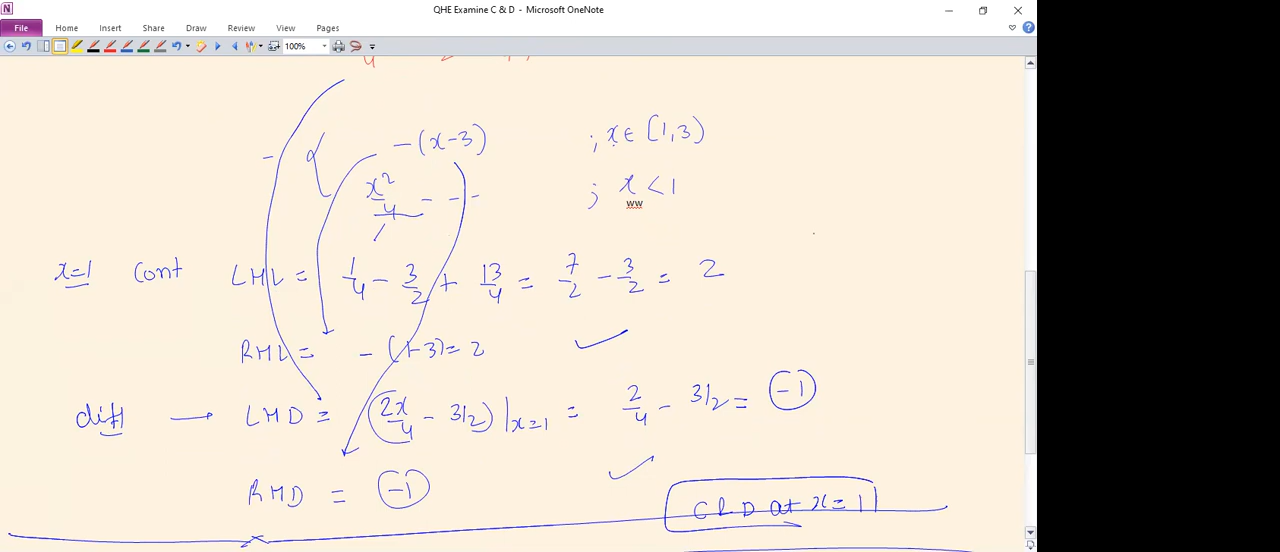 QHE Examine C & D - Microsoft OneNote
File Home Insert Share Draw Review Pages
100%
-(x-3) ; x∈ [1,3)
x²/4 - - - ; x < 1
ww
x=1 Cont LHL = 1/4 - 3/2 + 13/4 = 7/2 - 3/2 = 2
RHL = -(1-3) = 2 ✓
diff → LHD = (2x/4 - 3/2)|x=1 = 2/4 - 3/2 = -1
RHD = -1 ✓
C & D at x=1